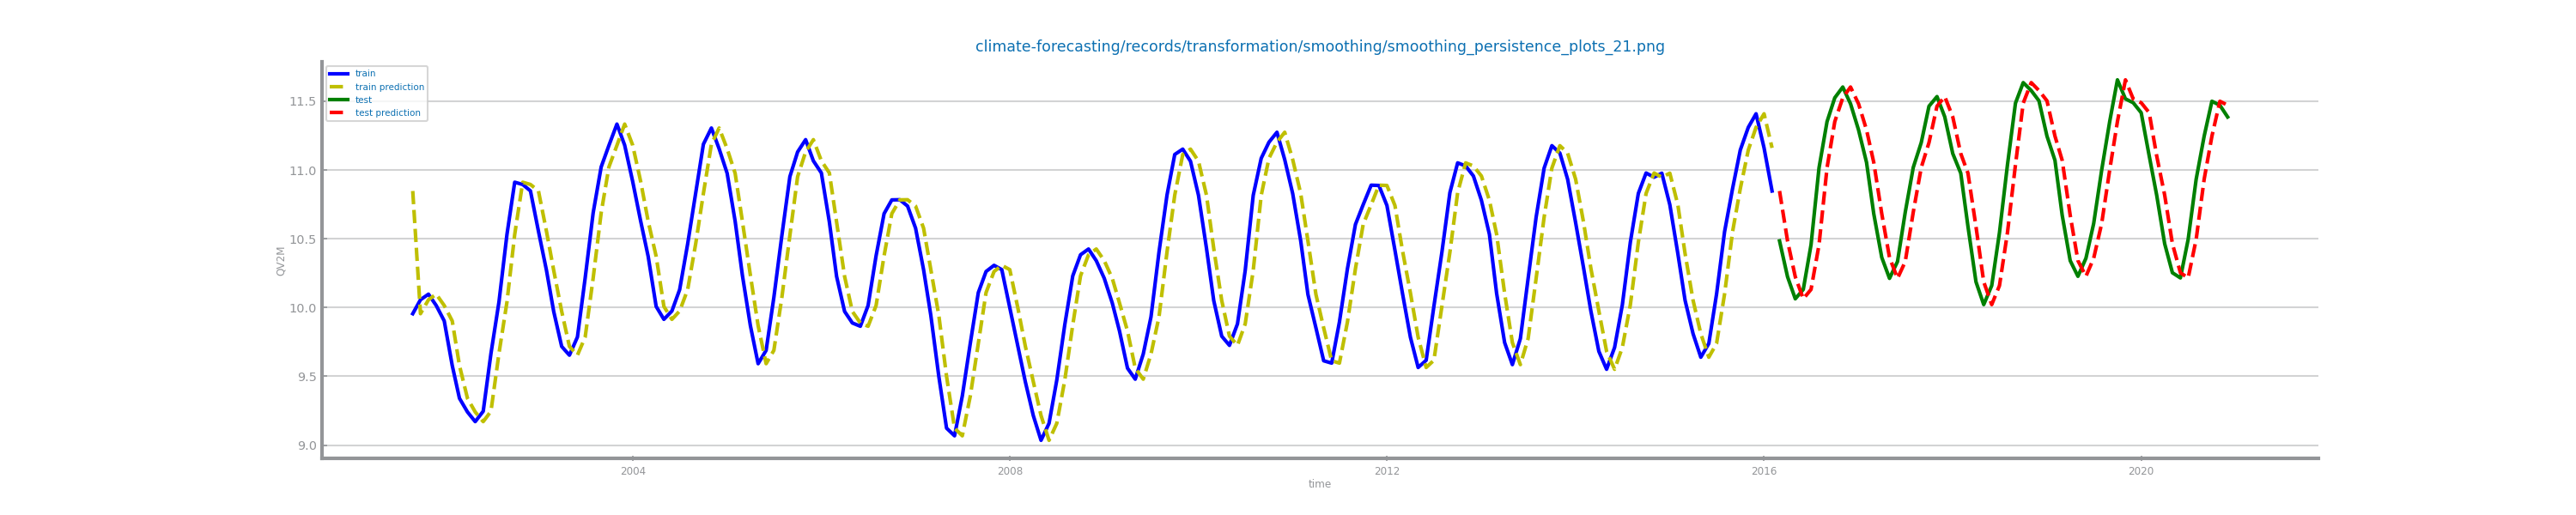 climate-forecasting/records/transformation/smoothing/smoothing_persistence_plots_21.png
train
train prediction
test
test prediction
11.5
11.0
10.5
10.0
9.5
9.0
QV2M
2004
2008
2012
2016
2020
time